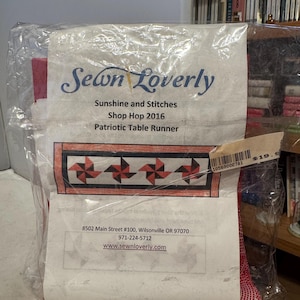 Sewn Loverly
Sunshine and Stitches
Shop Hop 2016
Patriotic Table Runner
8502 Main Street #100, Wilsonville OR 97070
971-224-5712
www.sewnloverly.com